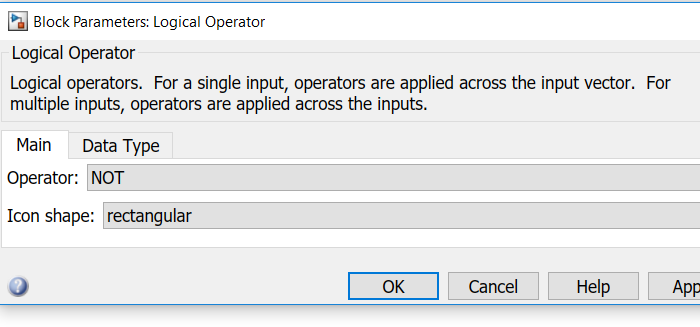 Block Parameters: Logical Operator
Logical Operator
Logical operators.  For a single input, operators are applied across the input vector.  For
multiple inputs, operators are applied across the inputs.
Main
Data Type
Operator: NOT
Icon shape: rectangular
OK
Cancel
Help
App